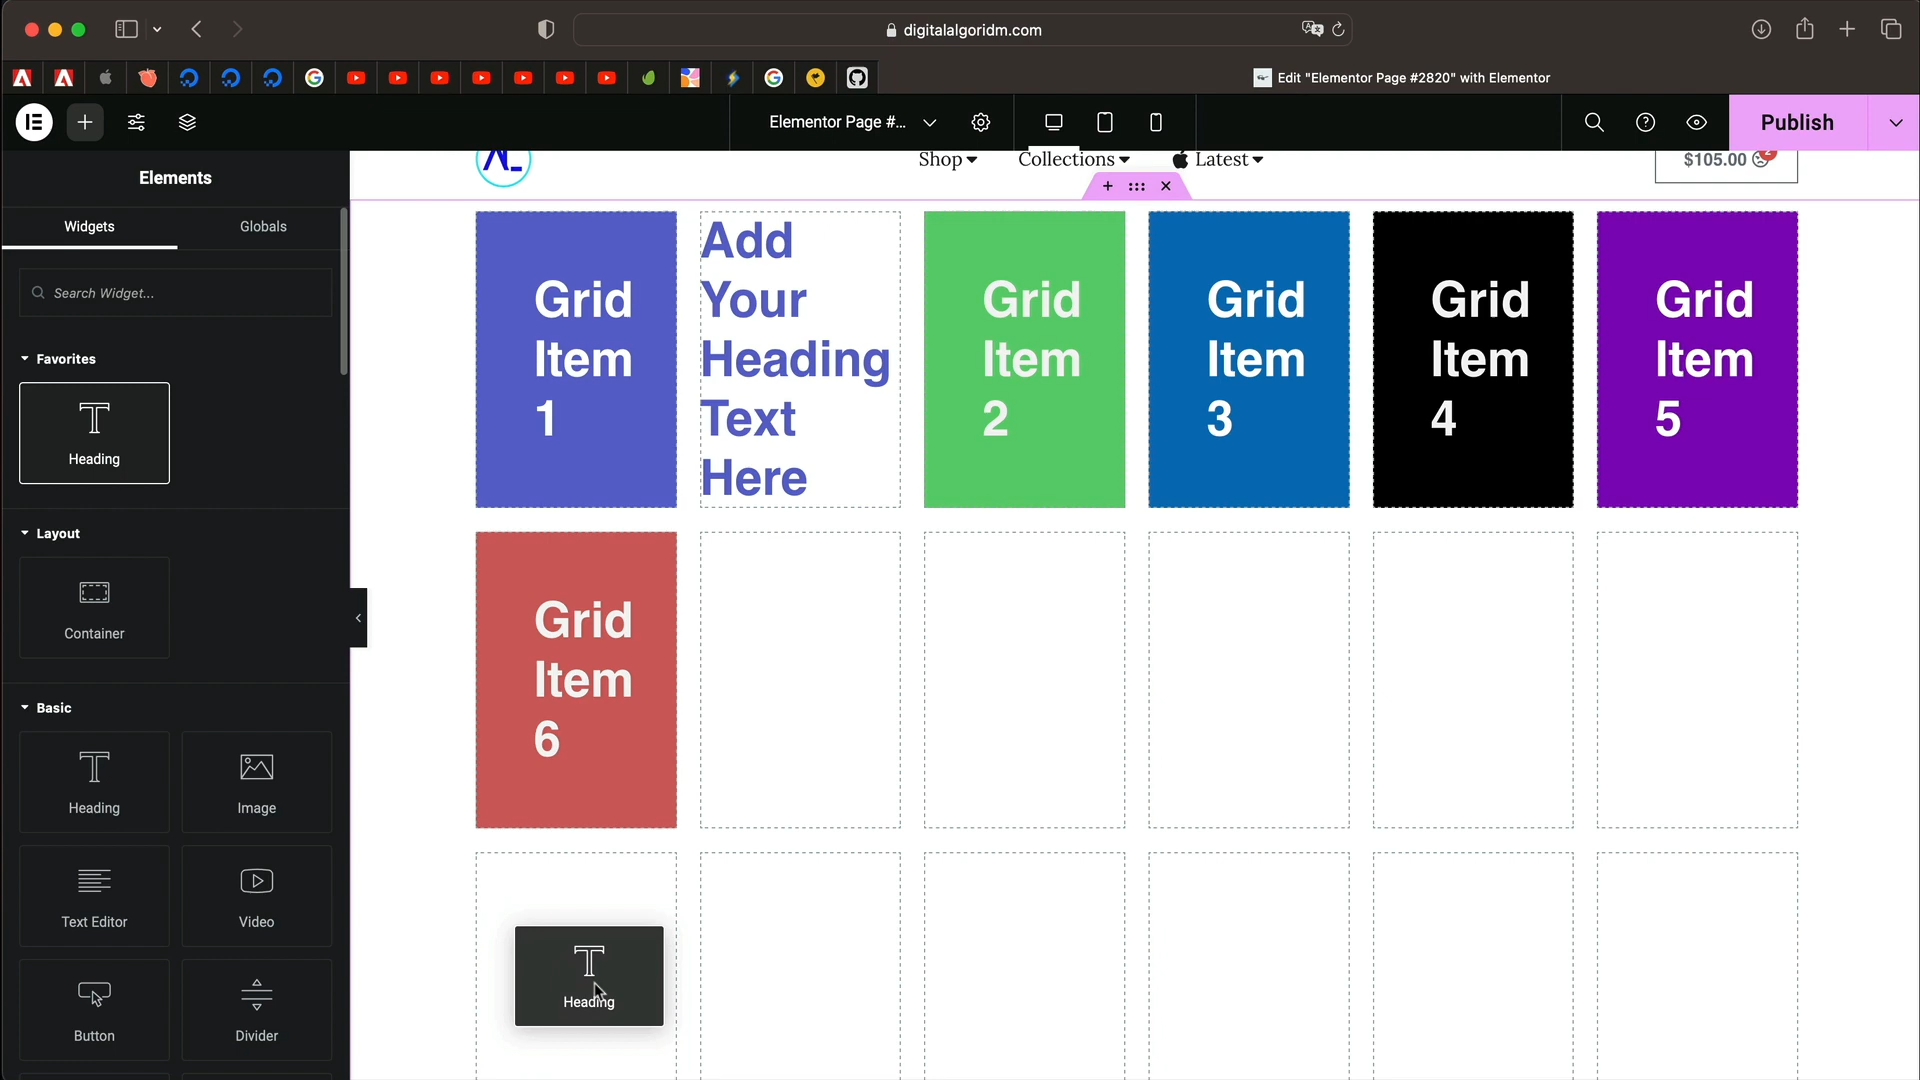 digitalalgoridm.com
Edit "Elementor Page #2820" with Elementor
Elementor Page #...
Publish
Elements
Widgets
Globals
Search Widget...
Favorites
Heading
Layout
Container
Basic
Heading
Image
Text Editor
Video
Button
Divider
Shop
Collections
Latest
$105.00
2
Grid
Item
1
Add
Your
Heading
Text
Here
Grid
Item
2
Grid
Item
3
Grid
Item
4
Grid
Item
5
Grid
Item
6
Heading